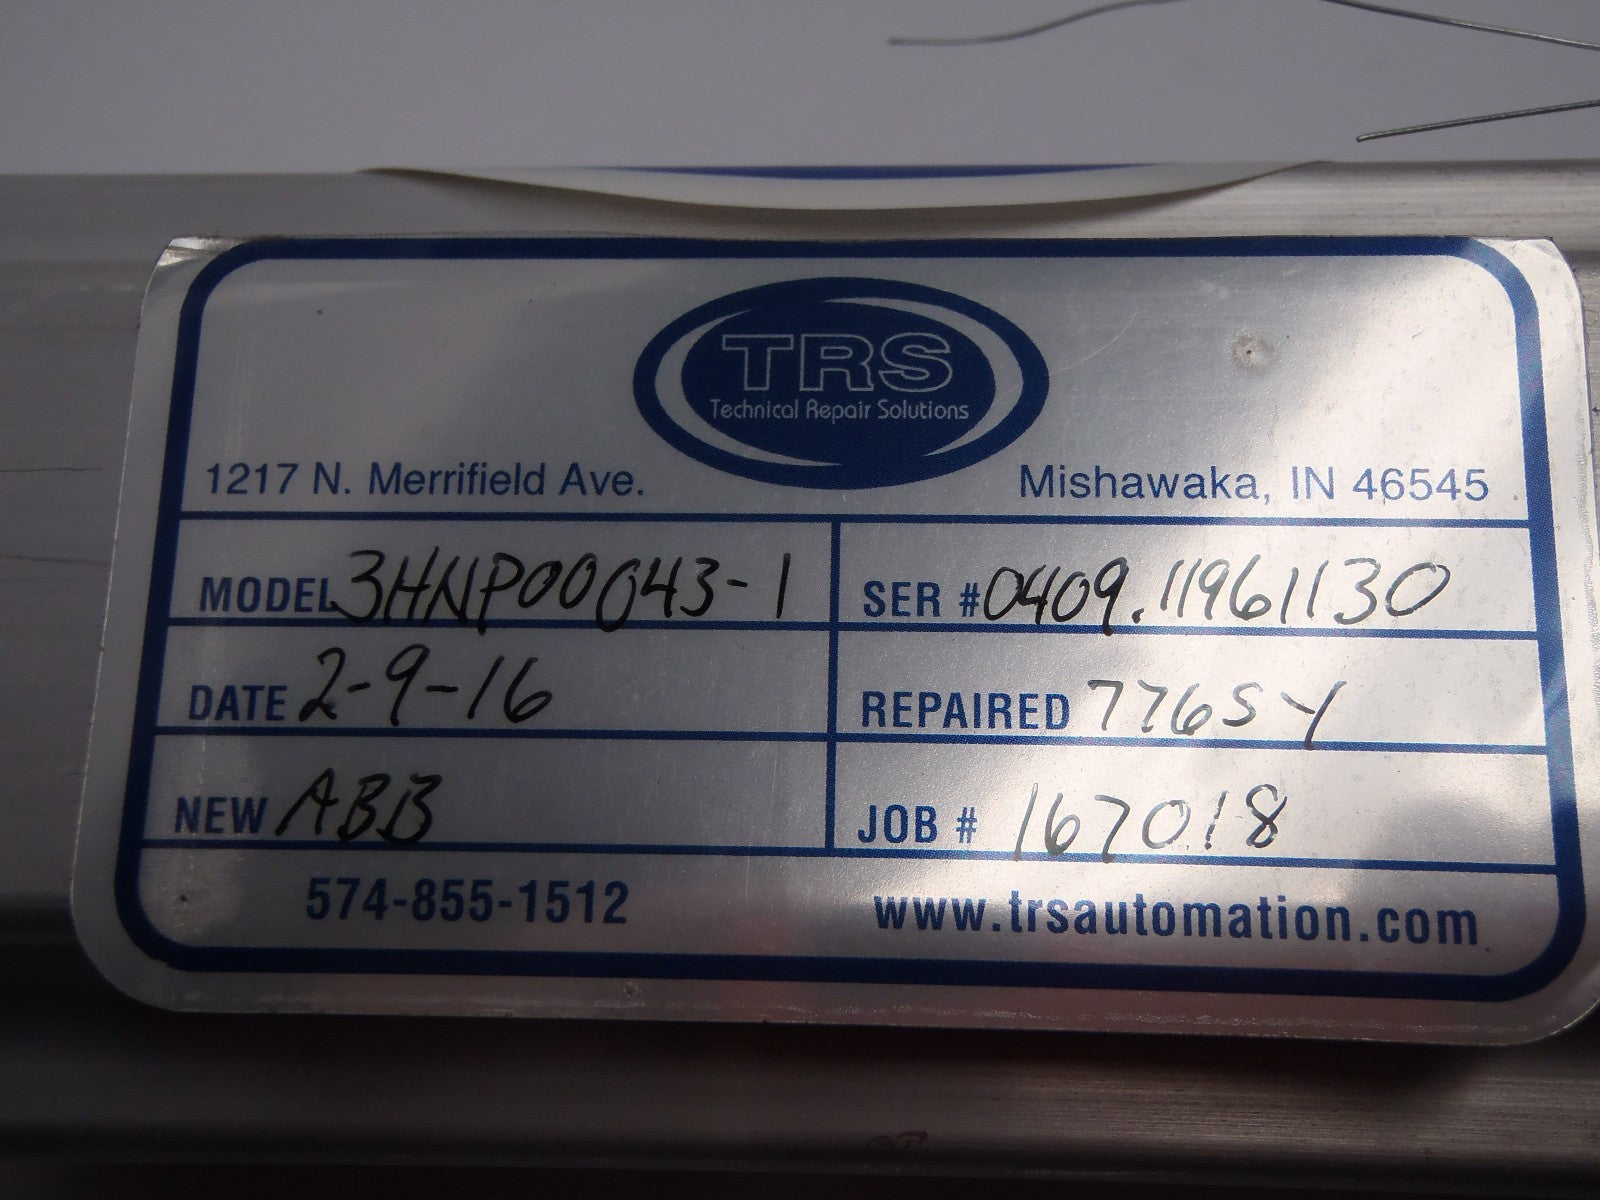 TRS
Technical Repair Solutions
1217 N. Merrifield Ave. Mishawaka, IN 46545
MODEL 3HNP00043-1 SER # 0409.11961130
DATE 2-9-16 REPAIRED 7765-Y
NEW ABB JOB # 167018
574-855-1512 www.trsautomation.com